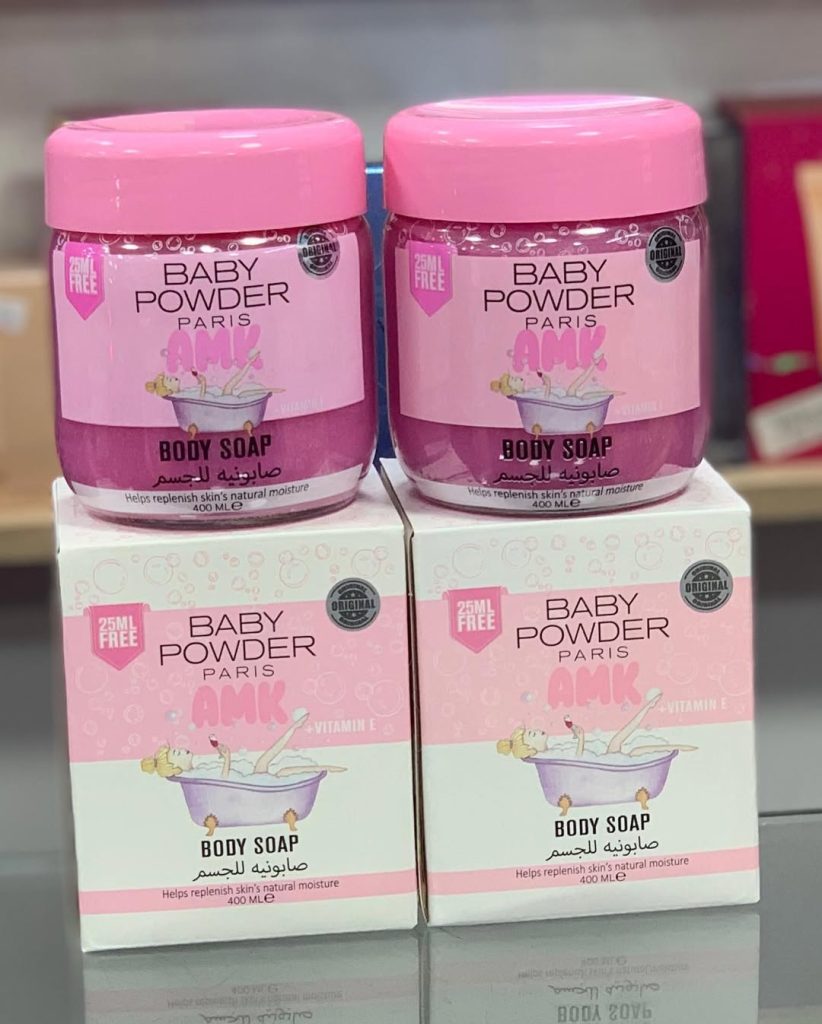 25ML
FREE
ORIGINAL
BABY
POWDER
PARIS
AMK
+VITAMIN E
BODY SOAP
صابونيه للجسم
Helps replenish skin's natural moisture
400 ML℮
25ML
FREE
ORIGINAL
BABY
POWDER
PARIS
AMK
+VITAMIN E
BODY SOAP
صابونيه للجسم
Helps replenish skin's natural moisture
400 ML℮
25ML
FREE
ORIGINAL
BABY
POWDER
PARIS
AMK
+VITAMIN E
BODY SOAP
صابونيه للجسم
Helps replenish skin's natural moisture
400 ML℮
25ML
FREE
ORIGINAL
BABY
POWDER
PARIS
AMK
+VITAMIN E
BODY SOAP
صابونيه للجسم
Helps replenish skin's natural moisture
400 ML℮